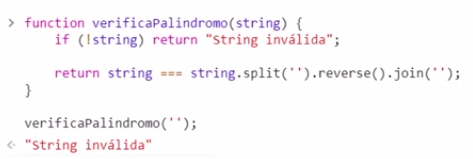 > function verificaPalindromo(string) {
if (!string) return "String inválida";
return string === string.split('').reverse().join('');
}
verificaPalindromo('');
<· "String inválida"